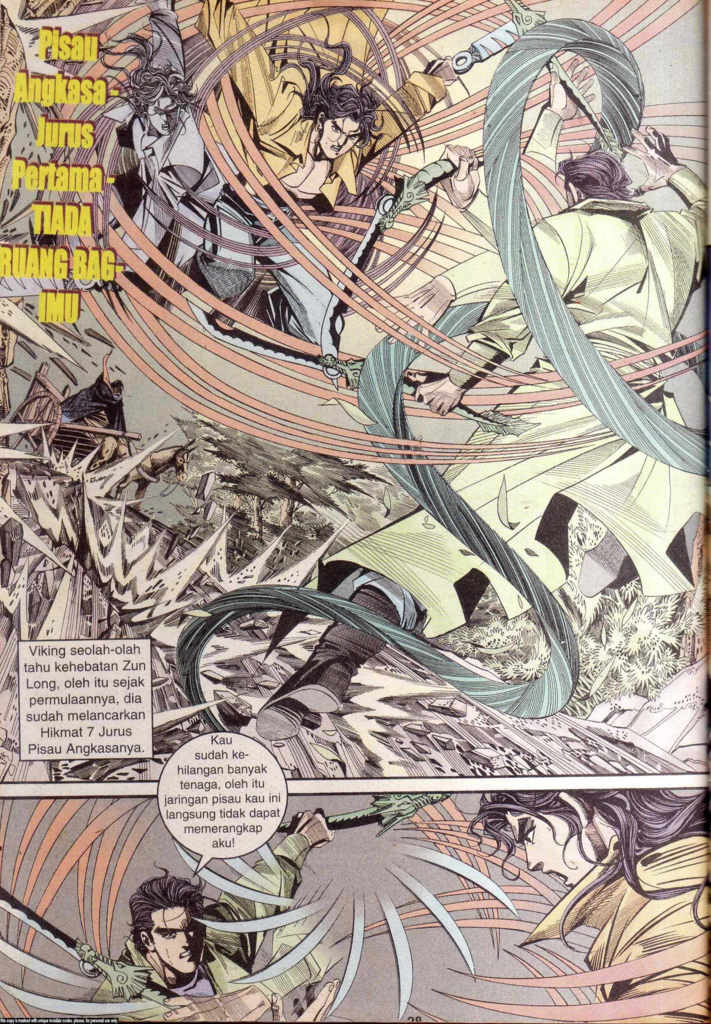 Pisau
Angkasa -
Jurus
Pertama -
TIADA
RUANG BAG-
IMU
Viking seolah-olah
tahu kehebatan Zun
Long, oleh itu sejak
permulaannya, dia
sudah melancarkan
Hikmat 7 Jurus
Pisau Angkasanya.
Kau
sudah ke-
hilangan banyak
tenaga, oleh itu
jaringan pisau kau ini
langsung tidak dapat
memerangkap
aku!